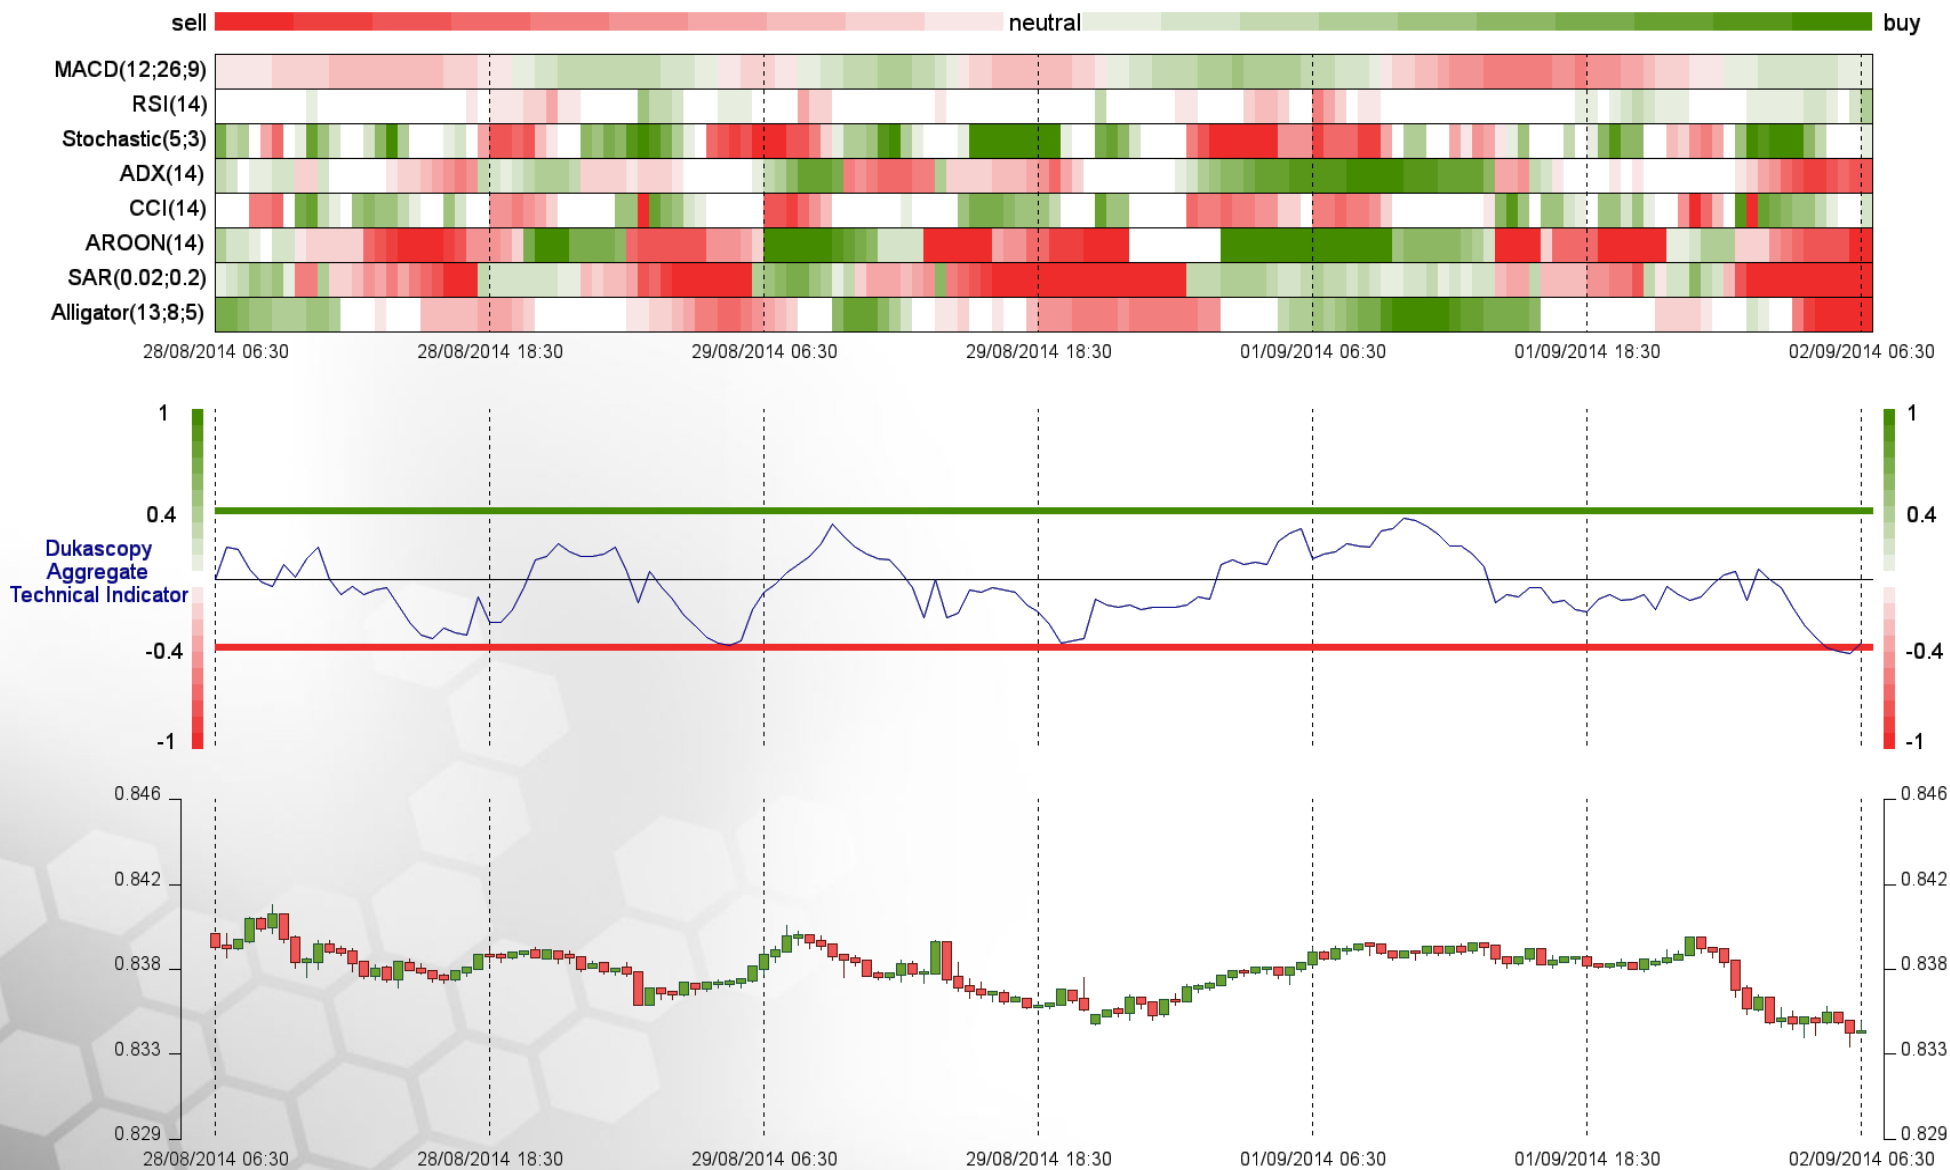 sell neutral buy
MACD(12;26;9)
RSI(14)
Stochastic(5;3)
ADX(14)
CCI(14)
AROON(14)
SAR(0.02;0.2)
Alligator(13;8;5)
28/08/2014 06:30 28/08/2014 18:30 29/08/2014 06:30 29/08/2014 18:30 01/09/2014 06:30 01/09/2014 18:30 02/09/2014 06:30
1 1
0.4 0.4
Dukascopy
Aggregate
Technical Indicator
-0.4 -0.4
-1 -1
0.846 0.846
0.842 0.842
0.838 0.838
0.833 0.833
0.829 0.829
28/08/2014 06:30 28/08/2014 18:30 29/08/2014 06:30 29/08/2014 18:30 01/09/2014 06:30 01/09/2014 18:30 02/09/2014 06:30